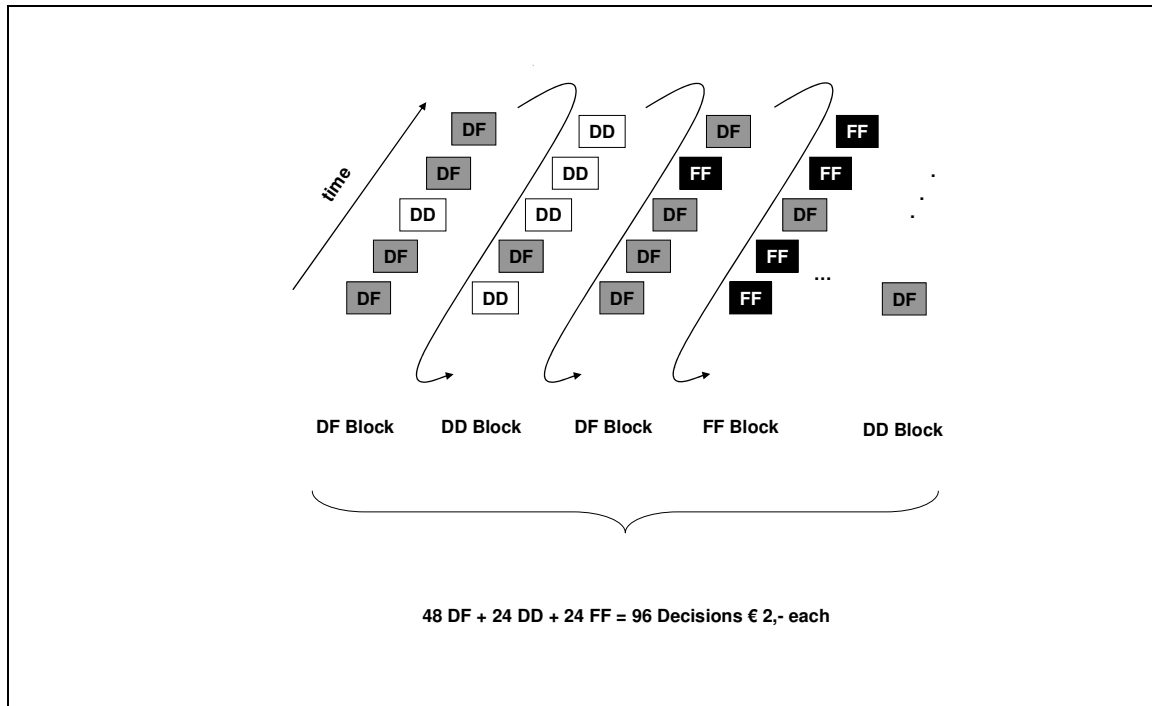 DF DD DF FF
DF DD FF FF
time
DD DD DF DF
DF DF DF FF
...
DF DD DF FF DF
DF Block DD Block DF Block FF Block DD Block
48 DF + 24 DD + 24 FF = 96 Decisions € 2,- each